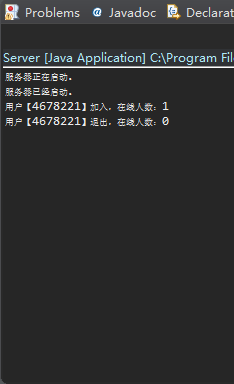 Problems @ Javadoc Declarat
Server [Java Application] C:\Program File
服务器正在启动.
服务器已经启动.
用户【4678221】加入，在线人数：1
用户【4678221】退出，在线人数：0